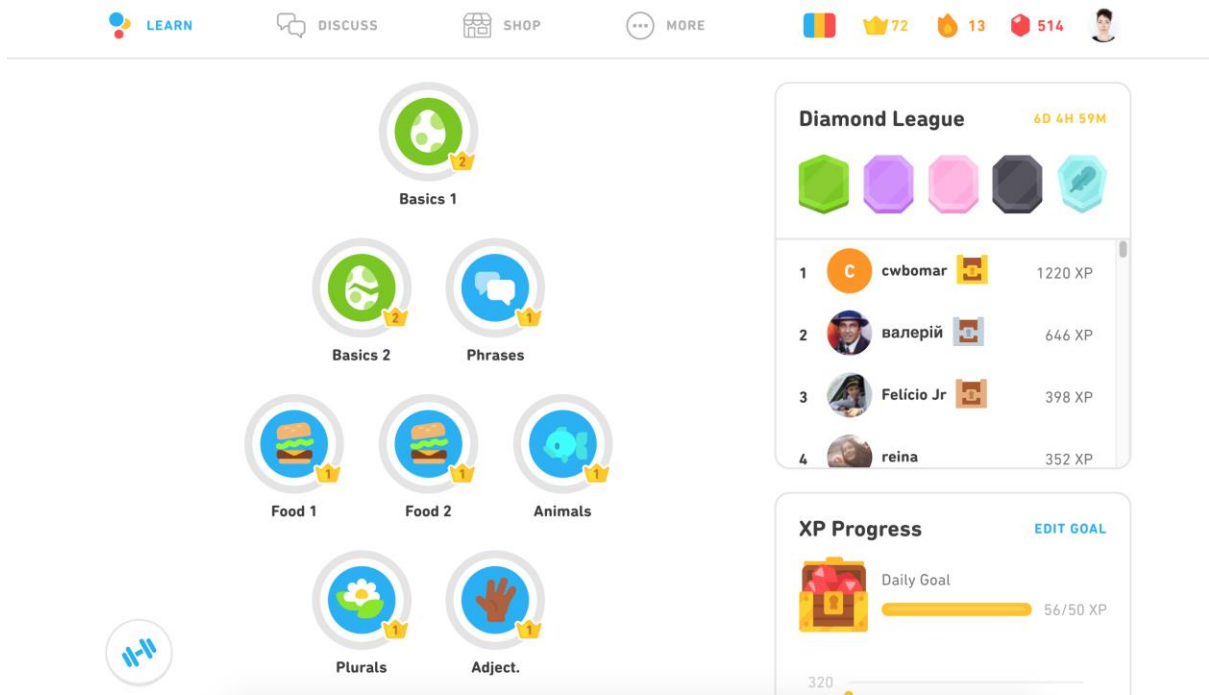 LEARN
DISCUSS
SHOP
MORE
72
13
514
2
Basics 1
2
Basics 2
1
Phrases
1
Food 1
1
Food 2
1
Animals
1
Plurals
1
Adject.
Diamond League
6D 4H 59M
1 C cwbomar 1220 XP
2 валерій 646 XP
3 Felício Jr 398 XP
4 reina 352 XP
XP Progress
EDIT GOAL
Daily Goal
56/50 XP
320